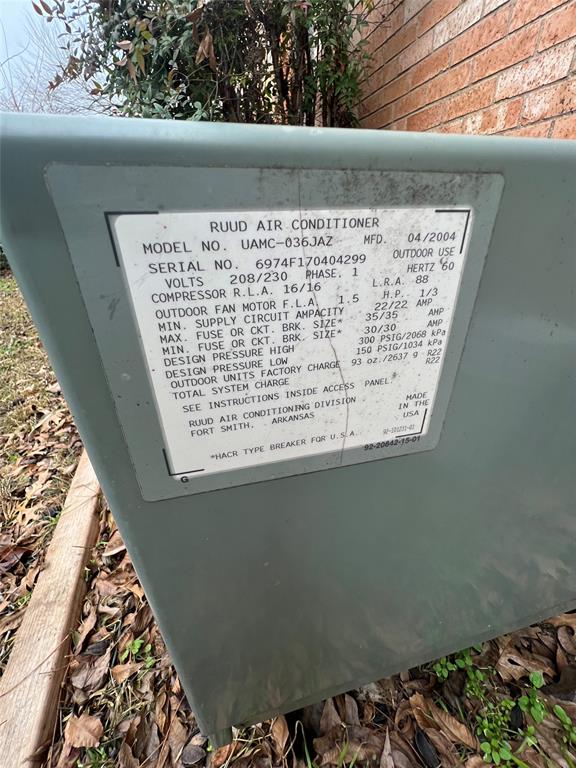 RUUD AIR CONDITIONER
MODEL NO. UAMC-036JAZ MFD. 04/2004
SERIAL NO. 6974F170404299 OUTDOOR USE
VOLTS 208/230 PHASE. 1 HERTZ 60
COMPRESSOR R.L.A. 16/16 L.R.A. 88
OUTDOOR FAN MOTOR F.L.A. 1.5 H.P. 1/3
MIN. SUPPLY CIRCUIT AMPACITY 22/22 AMP
MAX. FUSE OR CKT. BRK. SIZE* 35/35 AMP
MIN. FUSE OR CKT. BRK. SIZE* 30/30 AMP
DESIGN PRESSURE HIGH 300 PSIG/2068 kPa
DESIGN PRESSURE LOW 150 PSIG/1034 kPa
OUTDOOR UNITS FACTORY CHARGE 93 oz./2637 g R22
TOTAL SYSTEM CHARGE R22
SEE INSTRUCTIONS INSIDE ACCESS PANEL.
RUUD AIR CONDITIONING DIVISION MADE
FORT SMITH, ARKANSAS IN THE
USA
92-101231-01
*HACR TYPE BREAKER FOR U.S.A.
92-20642-15-01
G